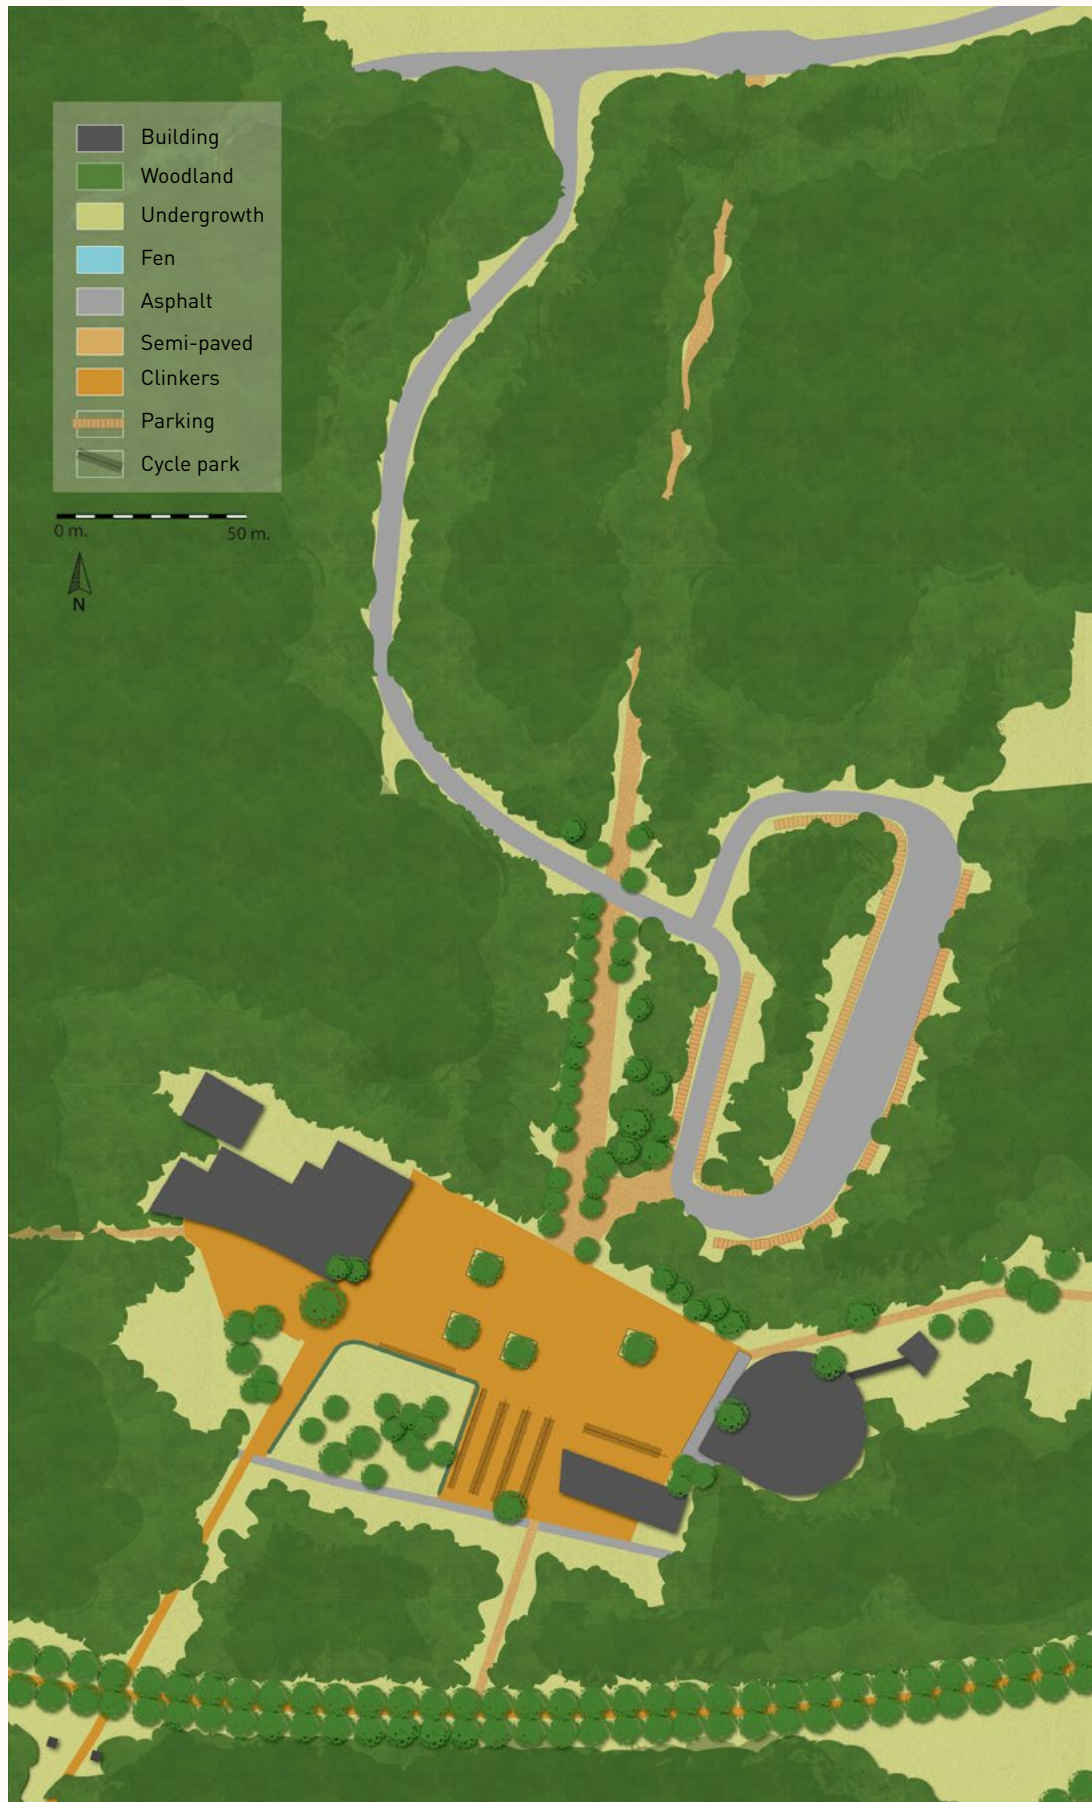 Building
Woodland
Undergrowth
Fen
Asphalt
Semi-paved
Clinkers
Parking
Cycle park
0 m. 50 m.
N